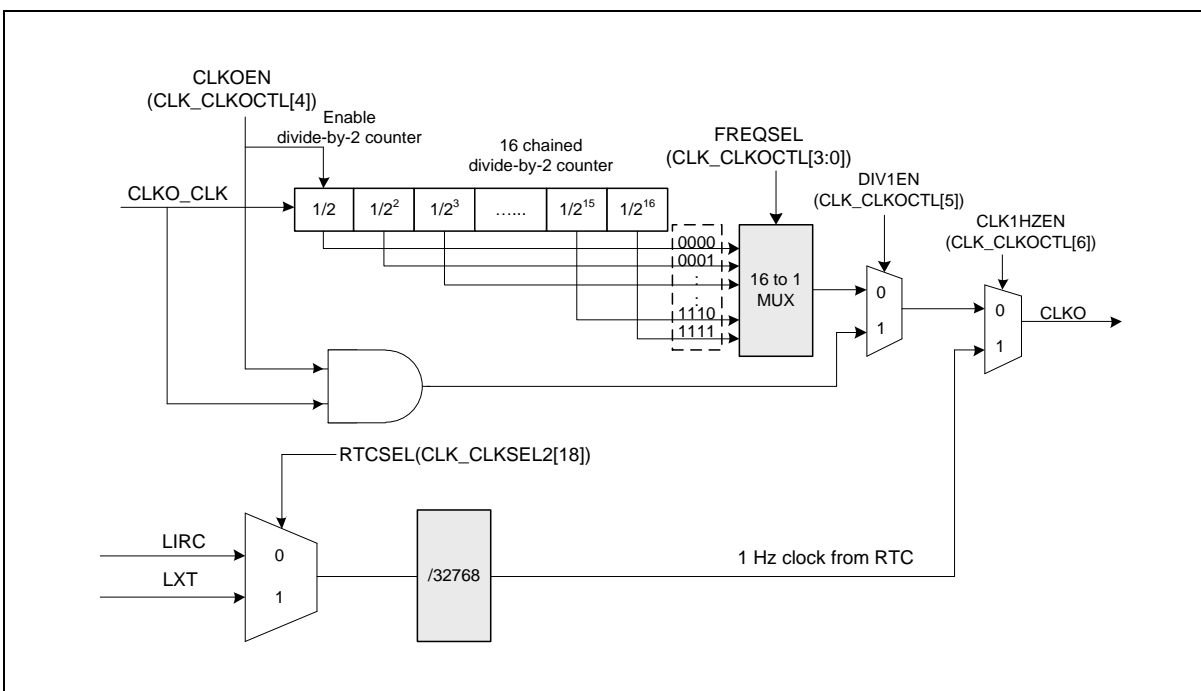 CLKOEN
(CLK_CLKOCTL[4])
Enable
divide-by-2 counter
16 chained
divide-by-2 counter
FREQSEL
(CLK_CLKOCTL[3:0])
DIV1EN
(CLK_CLKOCTL[5])
CLK1HZEN
(CLK_CLKOCTL[6])
CLKO_CLK
1/2 1/2² 1/2³ …... 1/2¹⁵ 1/2¹⁶
0000
0001
:
:
1110
1111
16 to 1
MUX
0
1
0
1
CLKO
RTCSEL(CLK_CLKSEL2[18])
LIRC
LXT
0
1
/32768
1 Hz clock from RTC